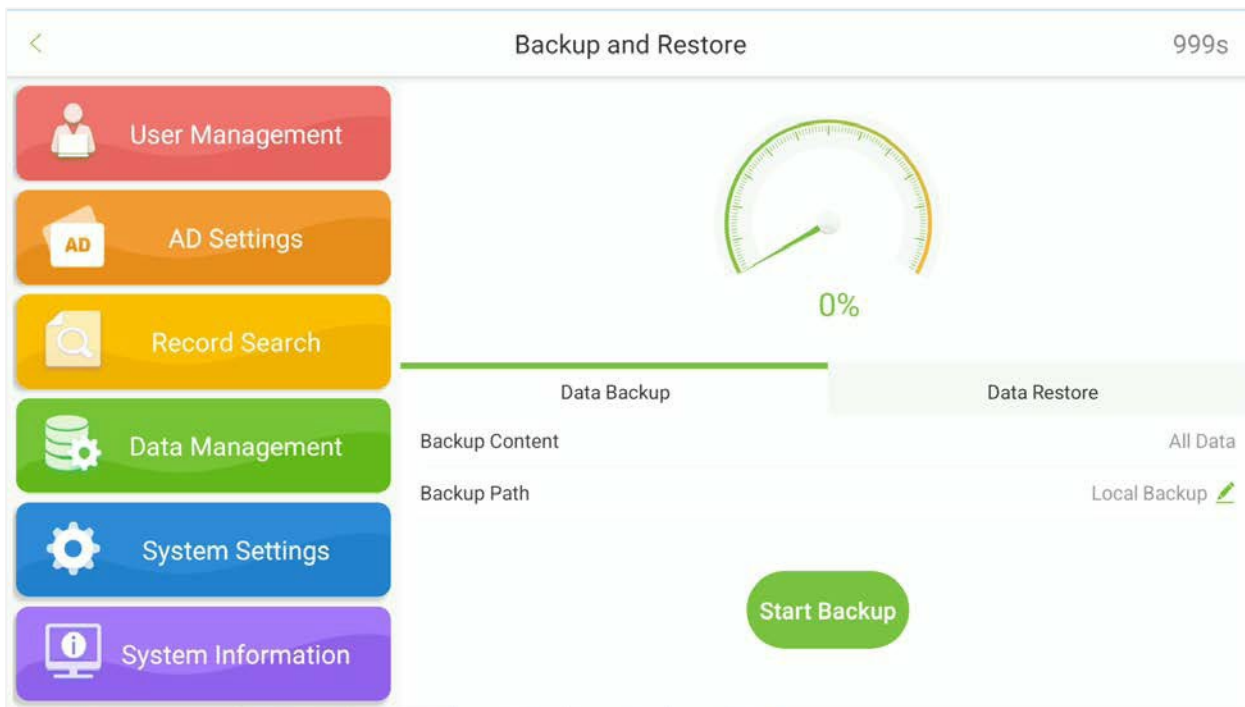 Backup and Restore
999s
User Management
AD
AD Settings
Record Search
Data Management
System Settings
System Information
0%
Data Backup
Data Restore
Backup Content
All Data
Backup Path
Local Backup
Start Backup